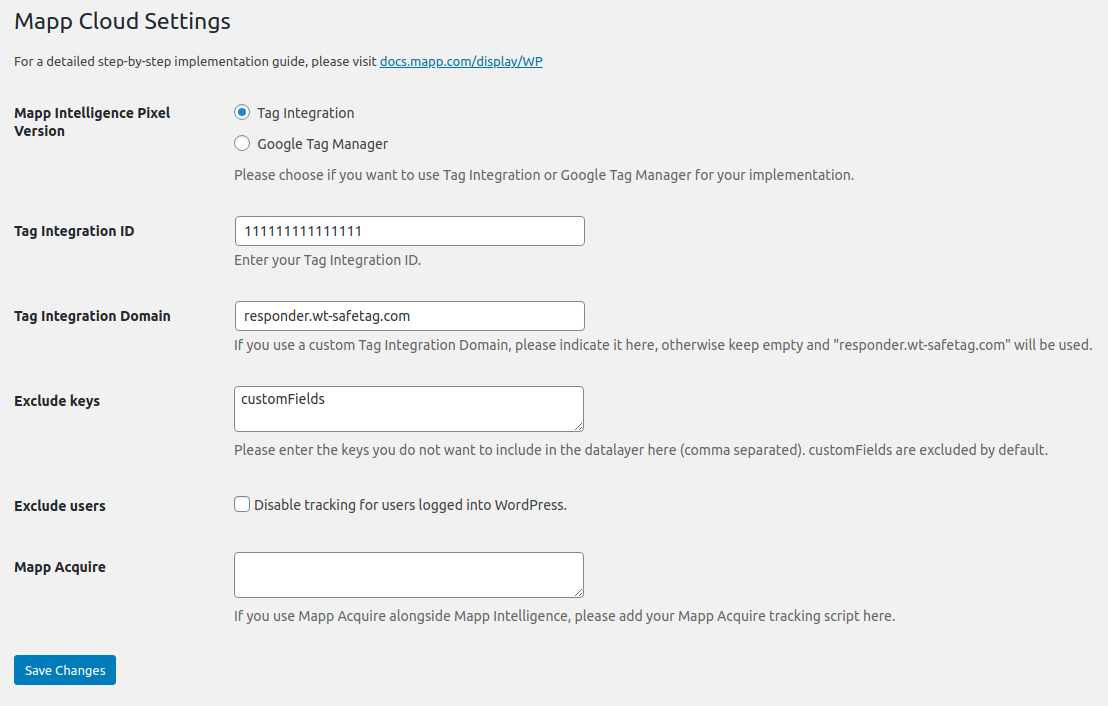 Mapp Cloud Settings
For a detailed step-by-step implementation guide, please visit docs.mapp.com/display/WP
Mapp Intelligence Pixel
Version
Tag Integration
Google Tag Manager
Please choose if you want to use Tag Integration or Google Tag Manager for your implementation.
Tag Integration ID
111111111111111
Enter your Tag Integration ID.
Tag Integration Domain
responder.wt-safetag.com
If you use a custom Tag Integration Domain, please indicate it here, otherwise keep empty and "responder.wt-safetag.com" will be used.
Exclude keys
customFields
Please enter the keys you do not want to include in the datalayer here (comma separated). customFields are excluded by default.
Exclude users
Disable tracking for users logged into WordPress.
Mapp Acquire
If you use Mapp Acquire alongside Mapp Intelligence, please add your Mapp Acquire tracking script here.
Save Changes